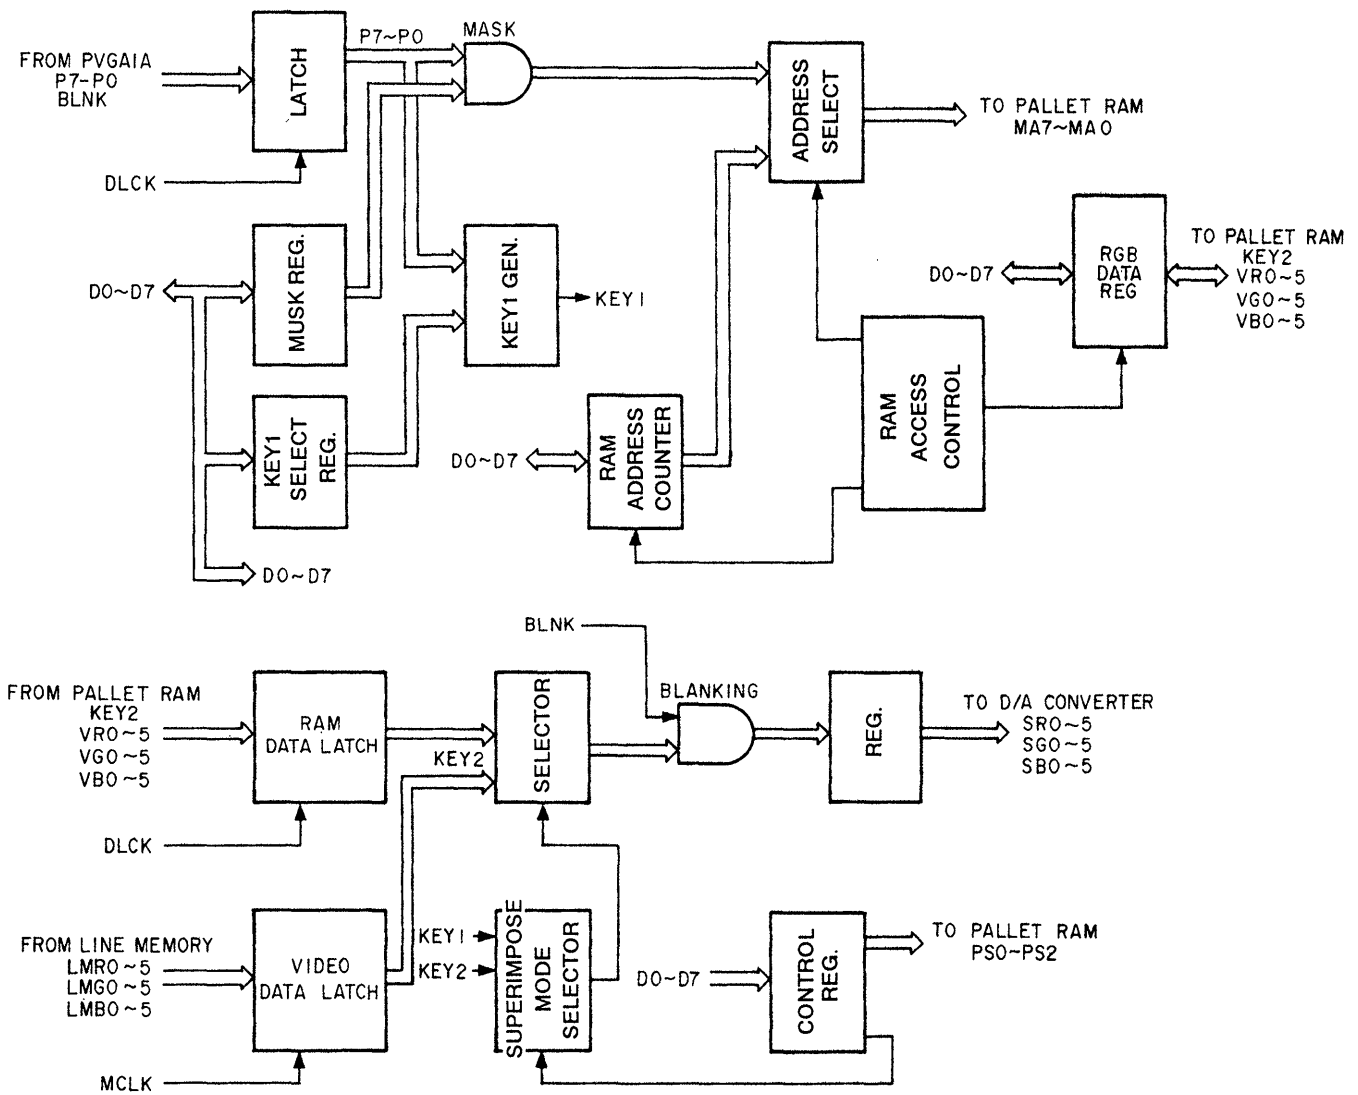 FROM PVGA1A
P7-P0
BLNK
LATCH
P7~P0
MASK
DLCK
ADDRESS
SELECT
TO PALLET RAM
MA7~MA0
D0~D7
MUSK REG.
KEY1 GEN.
KEY1
KEY1
SELECT
REG.
D0~D7
D0~D7
RAM
ADDRESS
COUNTER
RAM
ACCESS
CONTROL
D0~D7
RGB
DATA
REG
TO PALLET RAM
KEY2
VR0~5
VG0~5
VB0~5
FROM PALLET RAM
KEY2
VR0~5
VG0~5
VB0~5
RAM
DATA LATCH
DLCK
KEY2
SELECTOR
BLNK
BLANKING
REG.
TO D/A CONVERTER
SR0~5
SG0~5
SB0~5
FROM LINE MEMORY
LMR0~5
LMG0~5
LMB0~5
VIDEO
DATA LATCH
MCLK
KEY1
KEY2
SUPERIMPOSE
MODE
SELECTOR
D0~D7
CONTROL
REG.
TO PALLET RAM
PS0~PS2